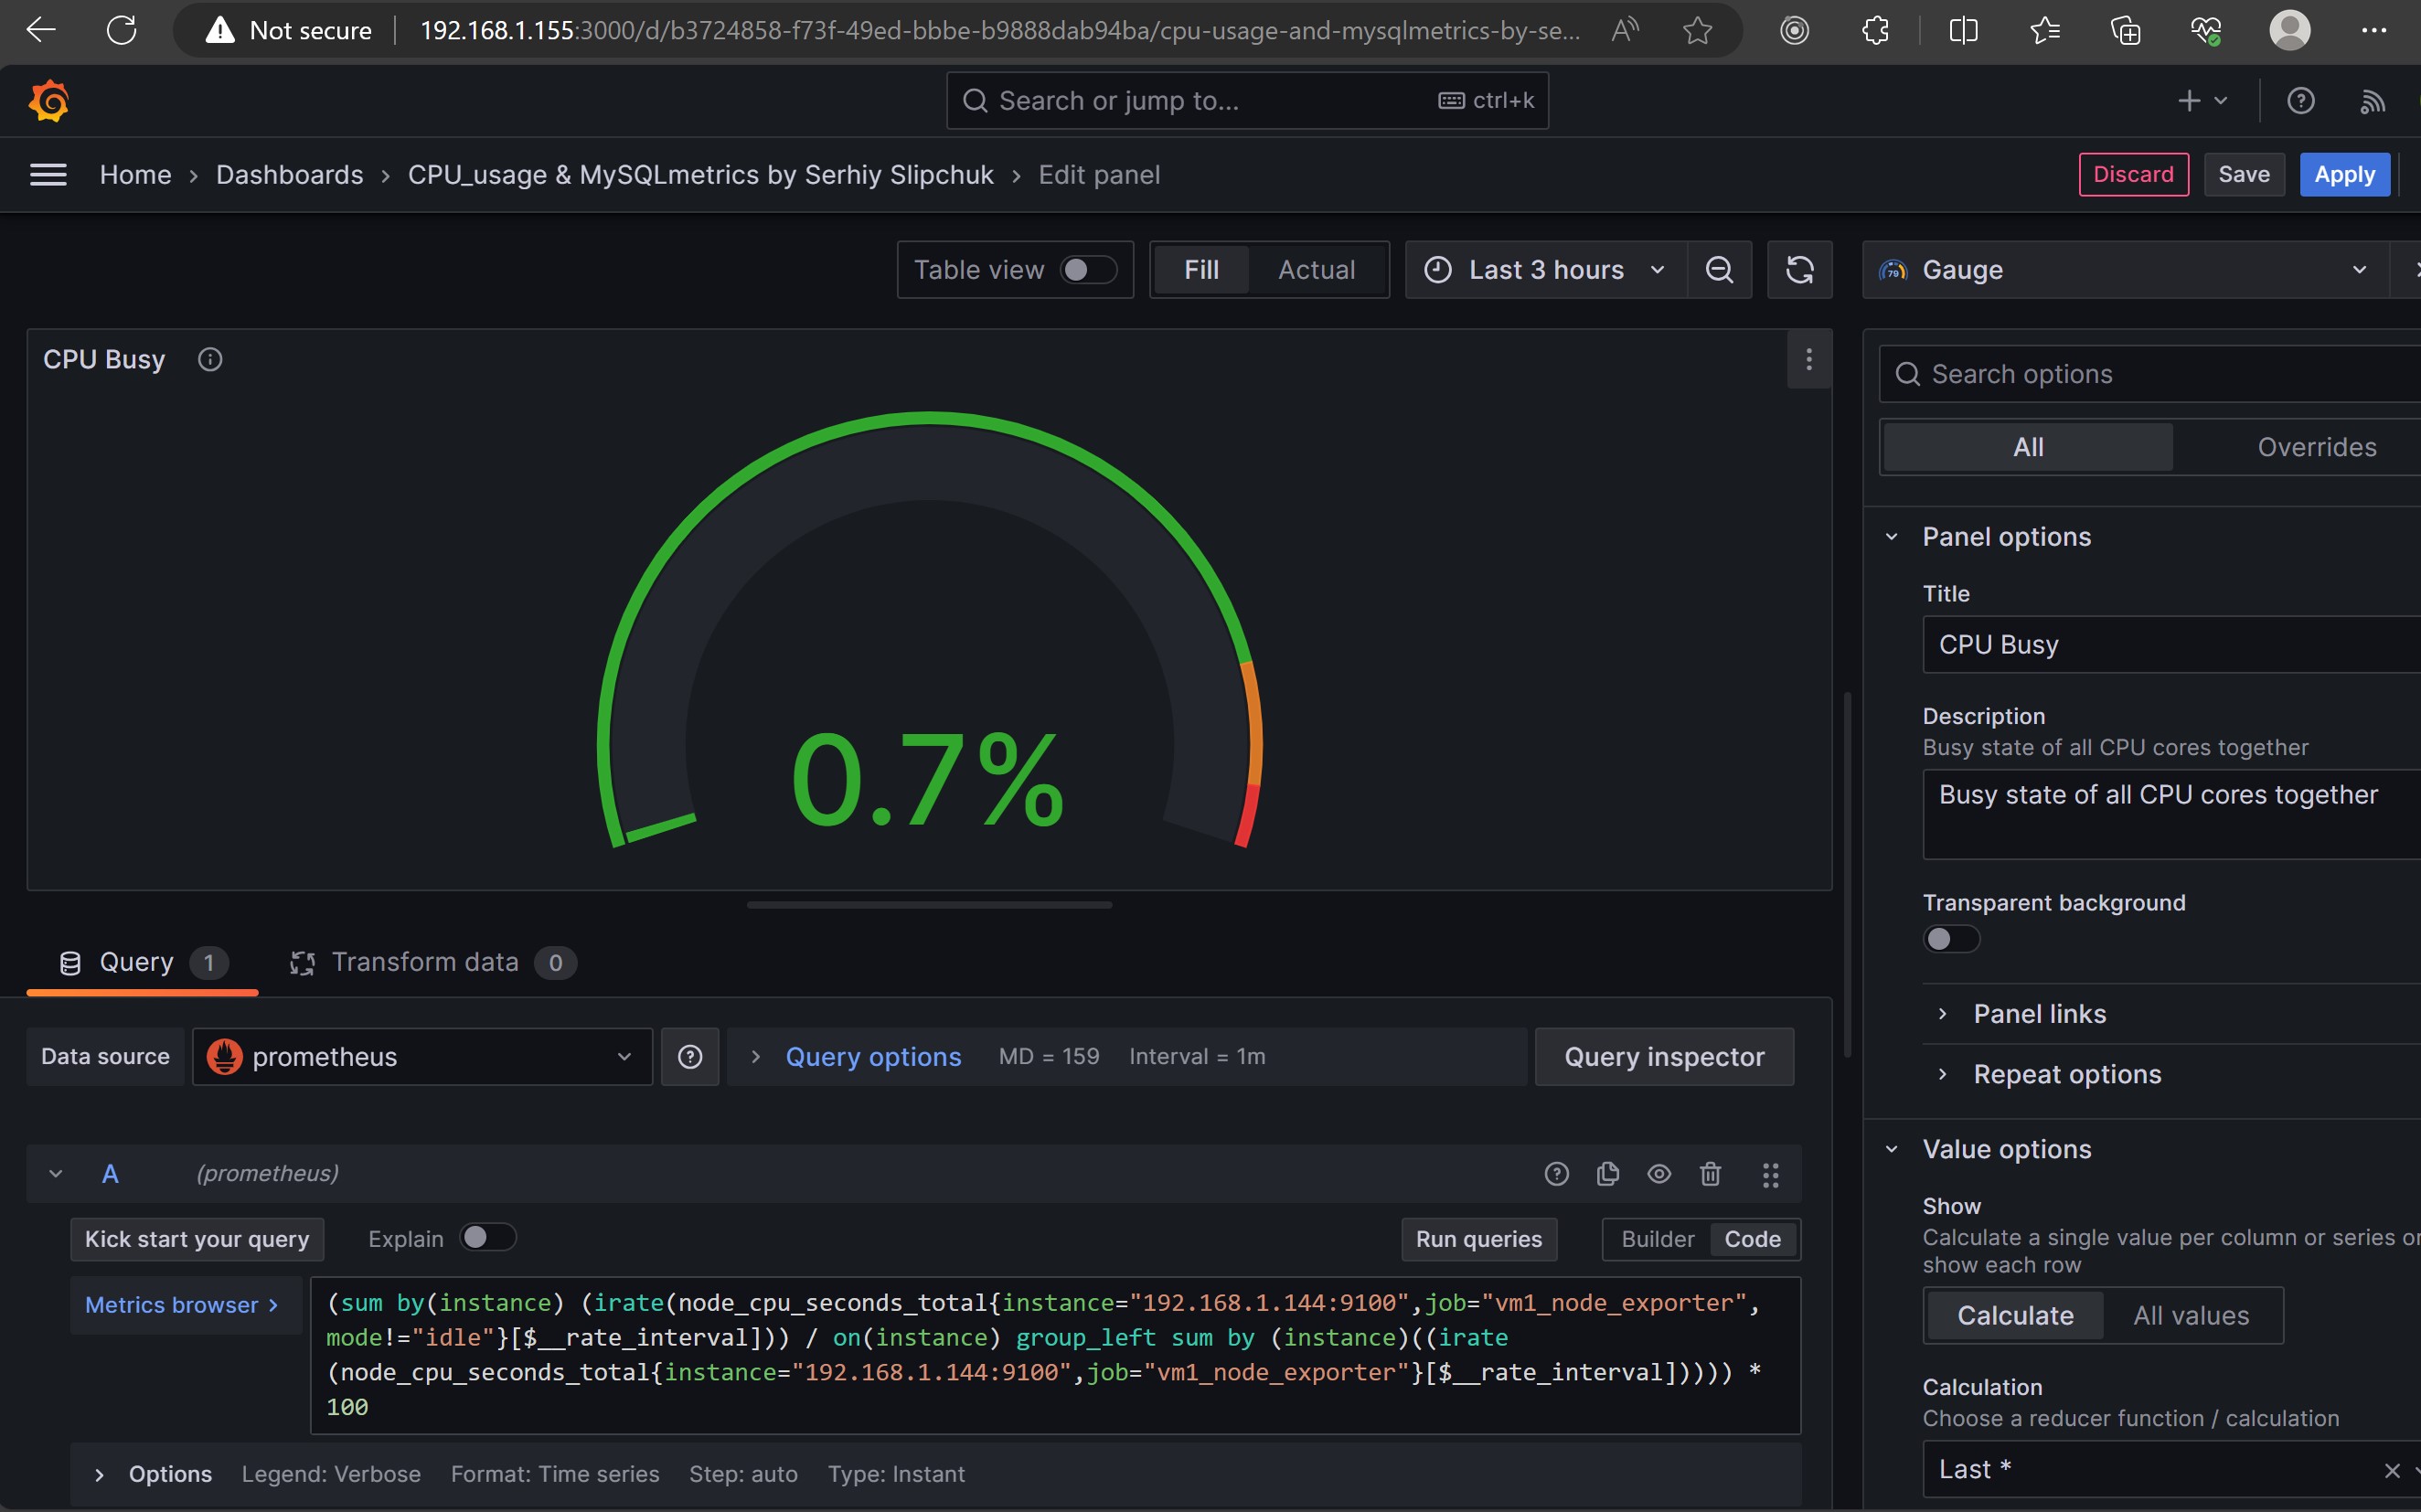 Not secure
192.168.1.155:3000/d/b3724858-f73f-49ed-bbbe-b9888dab94ba/cpu-usage-and-mysqlmetrics-by-se...
Search or jump to...
ctrl+k
Home › Dashboards › CPU_usage & MySQLmetrics by Serhiy Slipchuk › Edit panel
Discard
Save
Apply
Table view
Fill
Actual
Last 3 hours
79
Gauge
CPU Busy
0.7%
Search options
All
Overrides
Panel options
Title
CPU Busy
Description
Busy state of all CPU cores together
Busy state of all CPU cores together
Transparent background
Panel links
Repeat options
Value options
Show
Calculate a single value per column or series or
show each row
Calculate
All values
Calculation
Choose a reducer function / calculation
Last *
Query 1
Transform data 0
Data source
prometheus
Query options
MD = 159
Interval = 1m
Query inspector
A
(prometheus)
Kick start your query
Explain
Run queries
Builder
Code
Metrics browser >
(sum by(instance) (irate(node_cpu_seconds_total{instance="192.168.1.144:9100",job="vm1_node_exporter",
mode!="idle"}[$__rate_interval])) / on(instance) group_left sum by (instance)((irate
(node_cpu_seconds_total{instance="192.168.1.144:9100",job="vm1_node_exporter"}[$__rate_interval])))) *
100
Options
Legend: Verbose
Format: Time series
Step: auto
Type: Instant